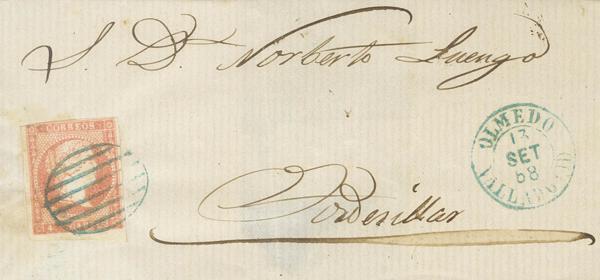 S. D. Norberto Luengo
CORREOS
OLMEDO
13
SET
58
VALLADOLID
Tordesillas